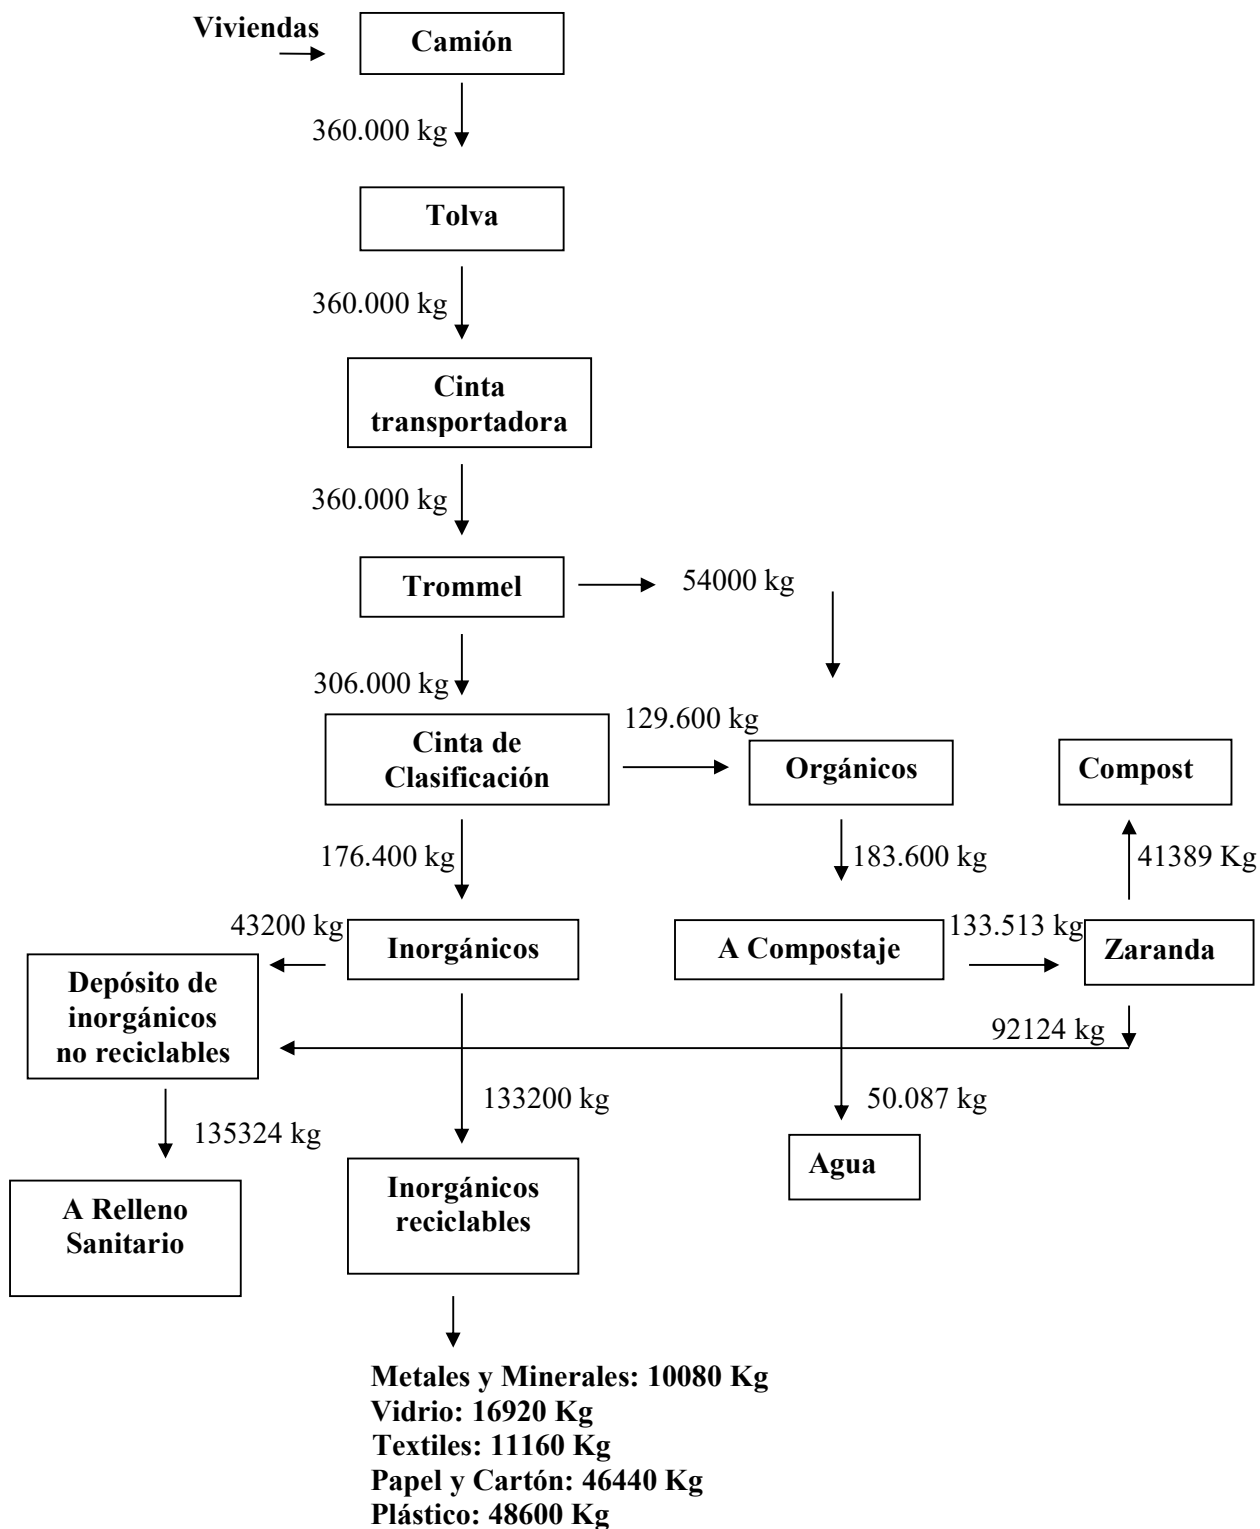 Viviendas
Camión
360.000 kg
Tolva
360.000 kg
Cinta
transportadora
360.000 kg
Trommel
54000 kg
306.000 kg
129.600 kg
Cinta de
Clasificación
Orgánicos
Compost
176.400 kg
183.600 kg
41389 Kg
43200 kg
Inorgánicos
A Compostaje
133.513 kg
Zaranda
Depósito de
inorgánicos
no reciclables
92124 kg
133200 kg
50.087 kg
135324 kg
Agua
Inorgánicos
reciclables
A Relleno
Sanitario
Metales y Minerales: 10080 Kg
Vidrio: 16920 Kg
Textiles: 11160 Kg
Papel y Cartón: 46440 Kg
Plástico: 48600 Kg